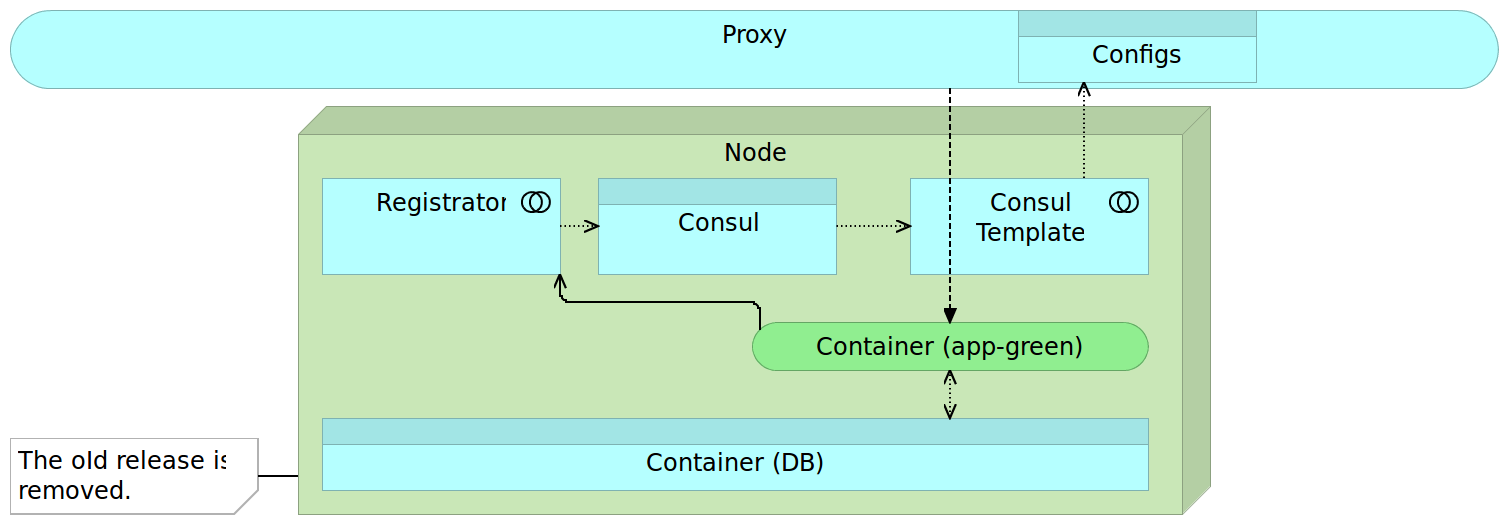 Proxy
Configs
Node
Registrator
Consul
Consul
Template
Container (app-green)
Container (DB)
The old release is
removed.